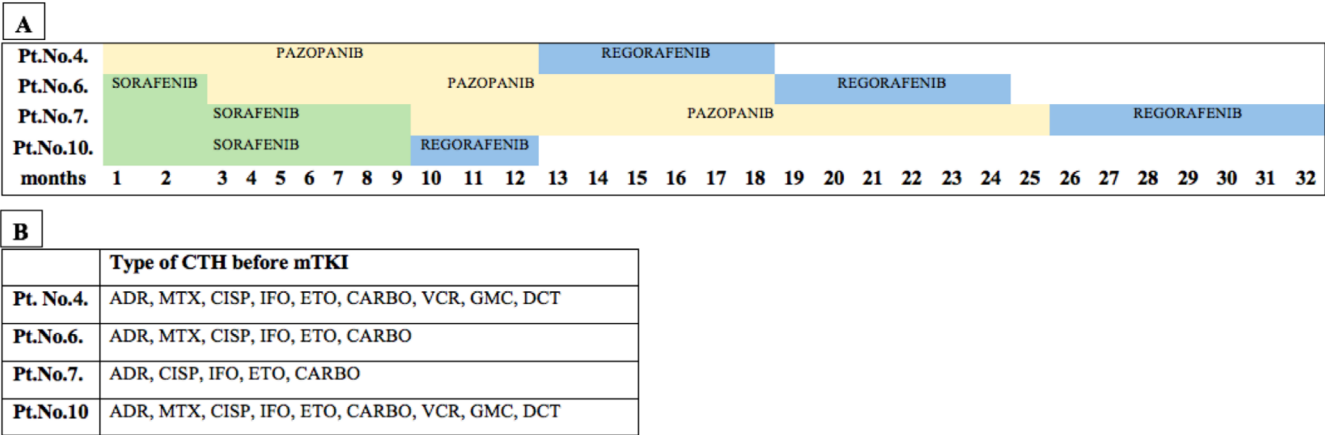 A
Pt.No.4. PAZOPANIB REGORAFENIB
Pt.No.6. SORAFENIB PAZOPANIB REGORAFENIB
Pt.No.7. SORAFENIB PAZOPANIB REGORAFENIB
Pt.No.10. SORAFENIB REGORAFENIB
months 1 2 3 4 5 6 7 8 9 10 11 12 13 14 15 16 17 18 19 20 21 22 23 24 25 26 27 28 29 30 31 32
B
Type of CTH before mTKI
Pt. No.4. ADR, MTX, CISP, IFO, ETO, CARBO, VCR, GMC, DCT
Pt.No.6. ADR, MTX, CISP, IFO, ETO, CARBO
Pt.No.7. ADR, CISP, IFO, ETO, CARBO
Pt.No.10 ADR, MTX, CISP, IFO, ETO, CARBO, VCR, GMC, DCT